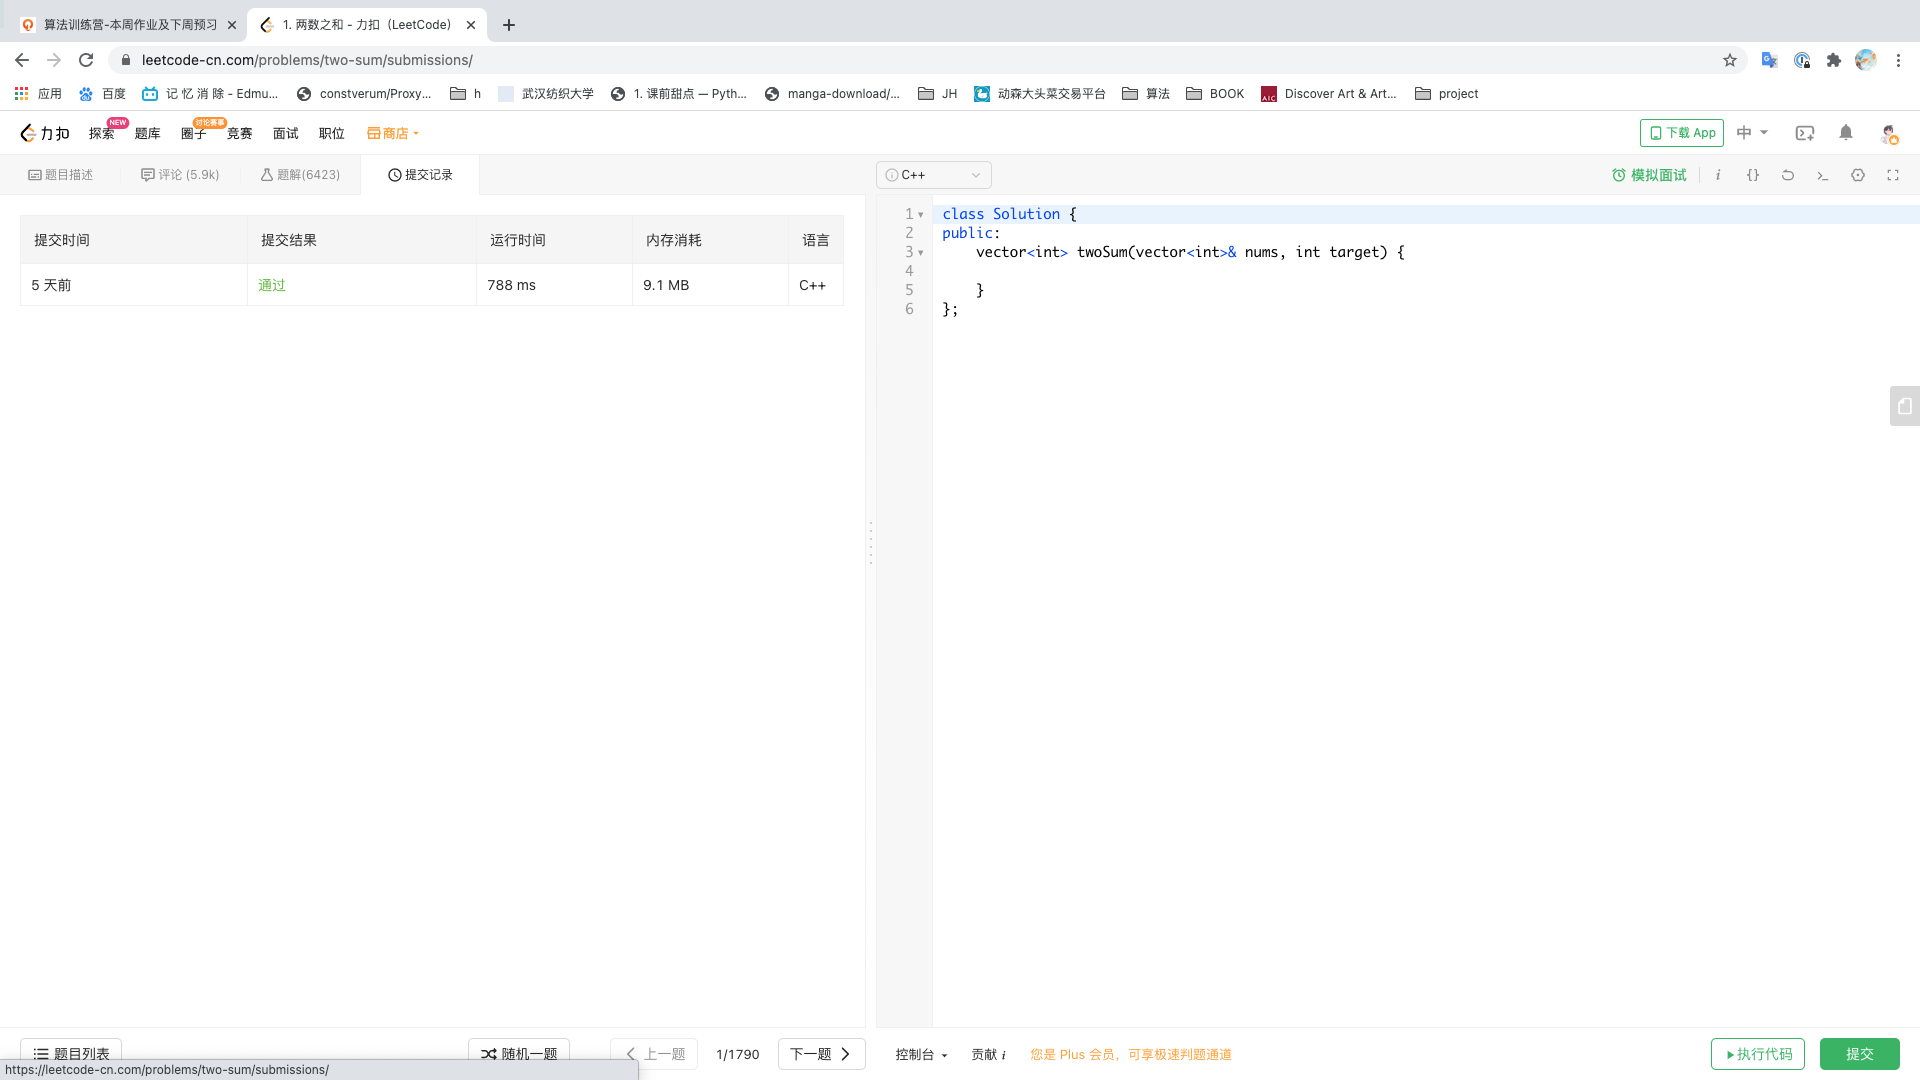 算法训练营-本周作业及下周预习
1. 两数之和 - 力扣（LeetCode）
leetcode-cn.com/problems/two-sum/submissions/
应用 百度 记 忆 消 除 - Edmu... constverum/Proxy... h 武汉纺织大学 1. 课前甜点 — Pyth... manga-download/... JH 动森大头菜交易平台 算法 BOOK Discover Art & Art... project
力扣 探索 NEW 题库 圈子 讨论赛事 竞赛 面试 职位 商店 下载 App 中
题目描述 评论 (5.9k) 题解(6423) 提交记录 C++ 模拟面试 i {}
提交时间 提交结果 运行时间 内存消耗 语言
5 天前 通过 788 ms 9.1 MB C++
1 class Solution {
2 public:
3 vector<int> twoSum(vector<int>& nums, int target) {
4
5 }
6 };
题目列表 随机一题 上一题 1/1790 下一题 控制台 贡献 i 您是 Plus 会员，可享极速判题通道 执行代码 提交
https://leetcode-cn.com/problems/two-sum/submissions/